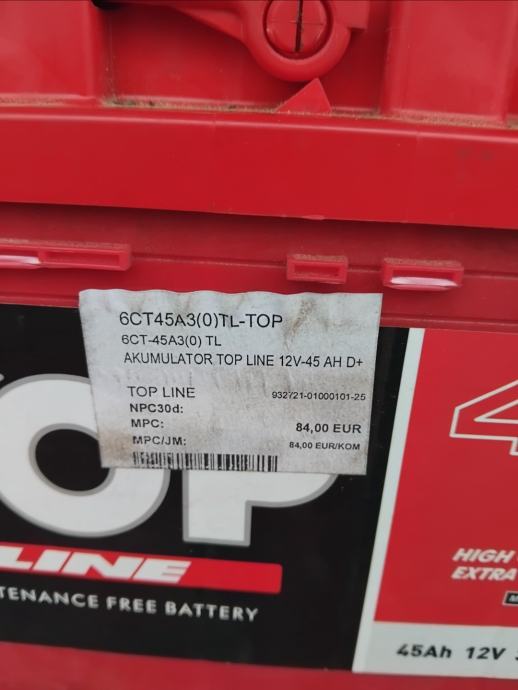 6CT45A3(0)TL-TOP
6CT-45A3(0) TL
AKUMULATOR TOP LINE 12V-45 AH D+
TOP LINE 932721-01000101-25
NPC30d:
MPC: 84,00 EUR
MPC/JM: 84,00 EUR/KOM
OP
LINE
TENANCE FREE BATTERY
4
HIGH
EXTRA
45Ah 12V